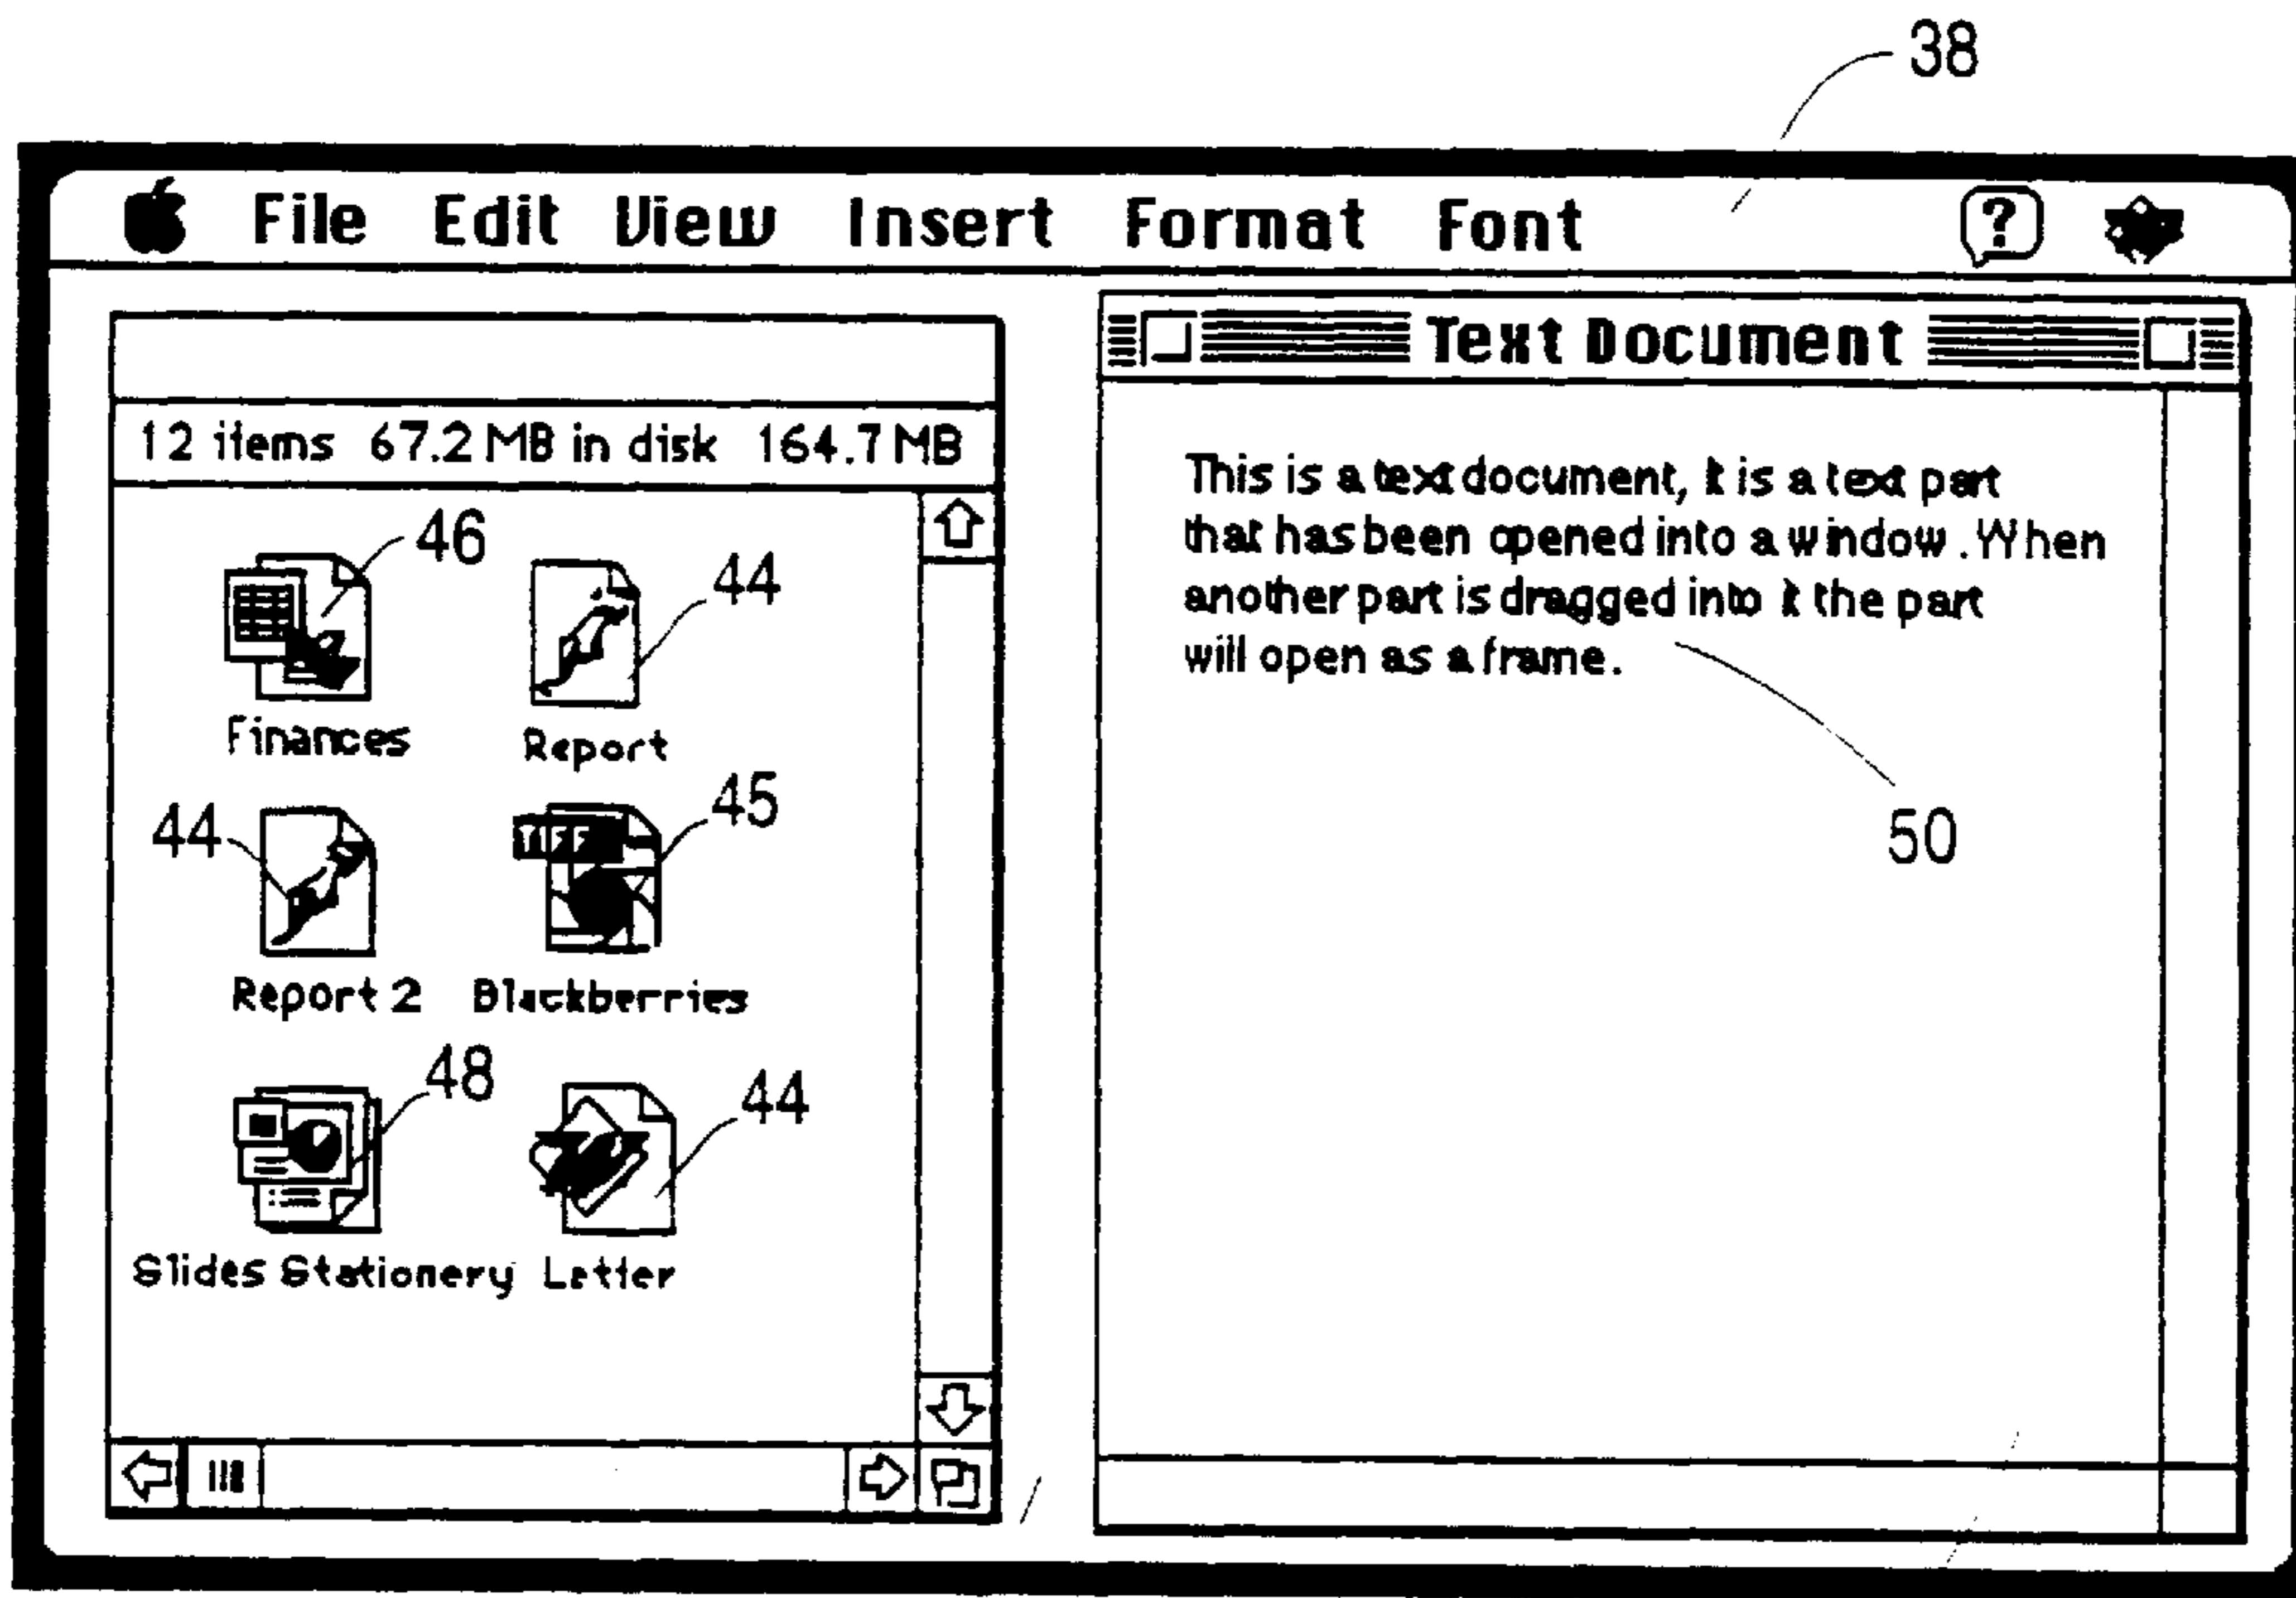 38
File Edit View Insert Format Font ?
12 items 67.2 MB in disk 164.7 MB
46
44
Finances
Report
44
TIFF
45
Report 2
Blackberries
48
44
Slides Stationery
Letter
Text Document
This is a text document, it is a text part
that has been opened into a window. When
another part is dragged into it the part
will open as a frame.
50